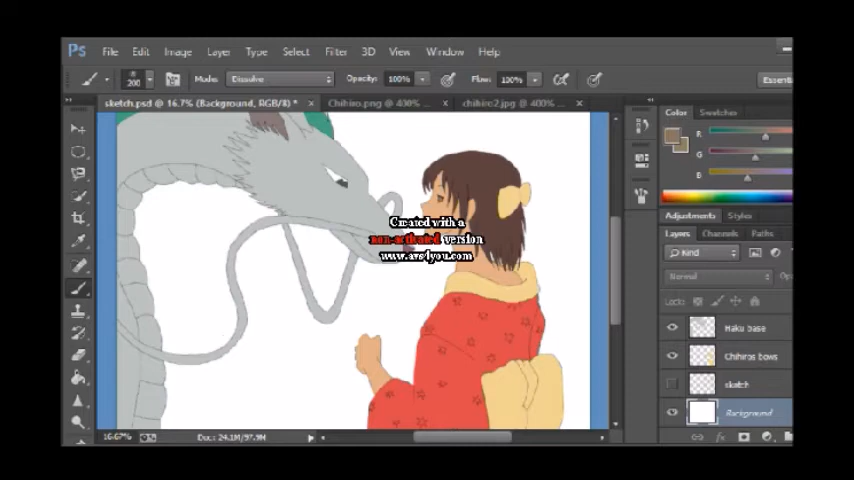 Ps File Edit Image Layer Type Select Filter 3D View Window Help
200 Mode: Dissolve Opacity: 100% Flow: 100% Essenti
sketch.psd @ 16.7% (Background, RGB/8) * × Chihiro.png @ 400% ... × chihiro2.jpg @ 400% ... ×
Color Swatches
R
G
B
Adjustments Styles
Layers Channels Paths
Kind
Normal
Lock:
Haku base
Chihiros bows
sketch
Background
Created with a
non-activated version
www.avs4you.com
16.67% Doc: 24.1M/97.9M
fx